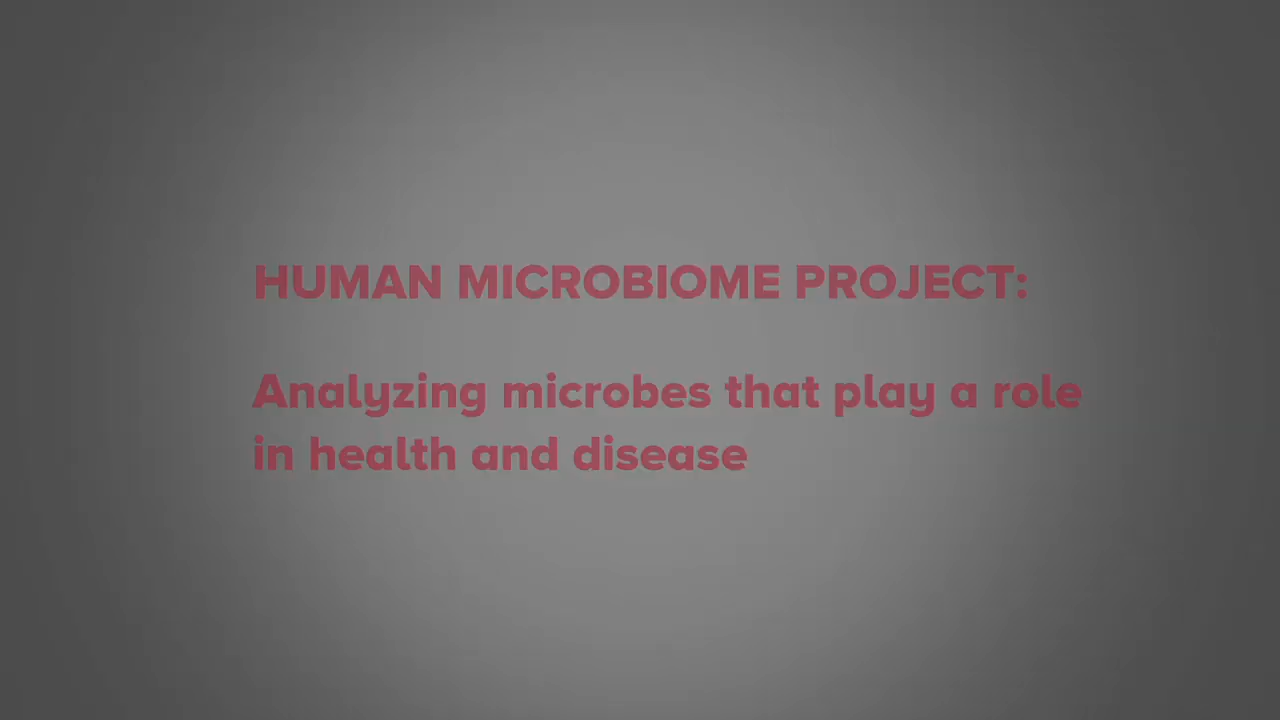 HUMAN MICROBIOME PROJECT:
Analyzing microbes that play a role
in health and disease